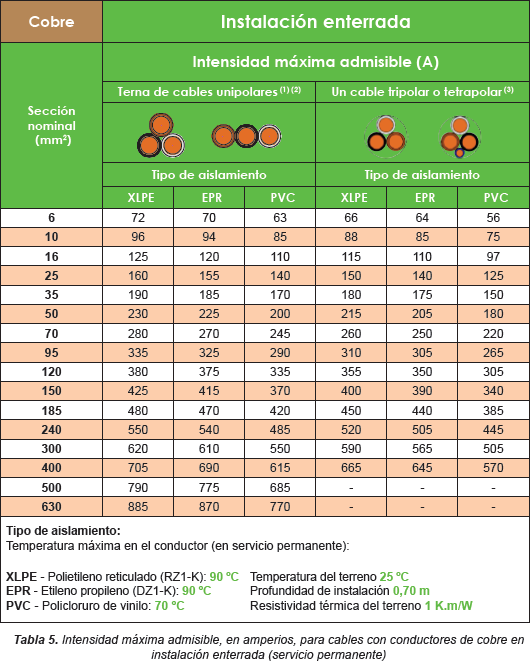 Cobre
Instalación enterrada
Sección
nominal
(mm²)
Intensidad máxima admisible (A)
Terna de cables unipolares (1) (2)
Un cable tripolar o tetrapolar (3)
Tipo de aislamiento
Tipo de aislamiento
XLPE EPR PVC XLPE EPR PVC
6 72 70 63 66 64 56
10 96 94 85 88 85 75
16 125 120 110 115 110 97
25 160 155 140 150 140 125
35 190 185 170 180 175 150
50 230 225 200 215 205 180
70 280 270 245 260 250 220
95 335 325 290 310 305 265
120 380 375 335 355 350 305
150 425 415 370 400 390 340
185 480 470 420 450 440 385
240 550 540 485 520 505 445
300 620 610 550 590 565 505
400 705 690 615 665 645 570
500 790 775 685 - - -
630 885 870 770 - - -
Tipo de aislamiento:
Temperatura máxima en el conductor (en servicio permanente):
XLPE - Polietileno reticulado (RZ1-K): 90 ºC Temperatura del terreno 25 ºC
EPR - Etileno propileno (DZ1-K): 90 ºC Profundidad de instalación 0,70 m
PVC - Policloruro de vinilo: 70 ºC Resistividad térmica del terreno 1 K.m/W
Tabla 5. Intensidad máxima admisible, en amperios, para cables con conductores de cobre en
instalación enterrada (servicio permanente)